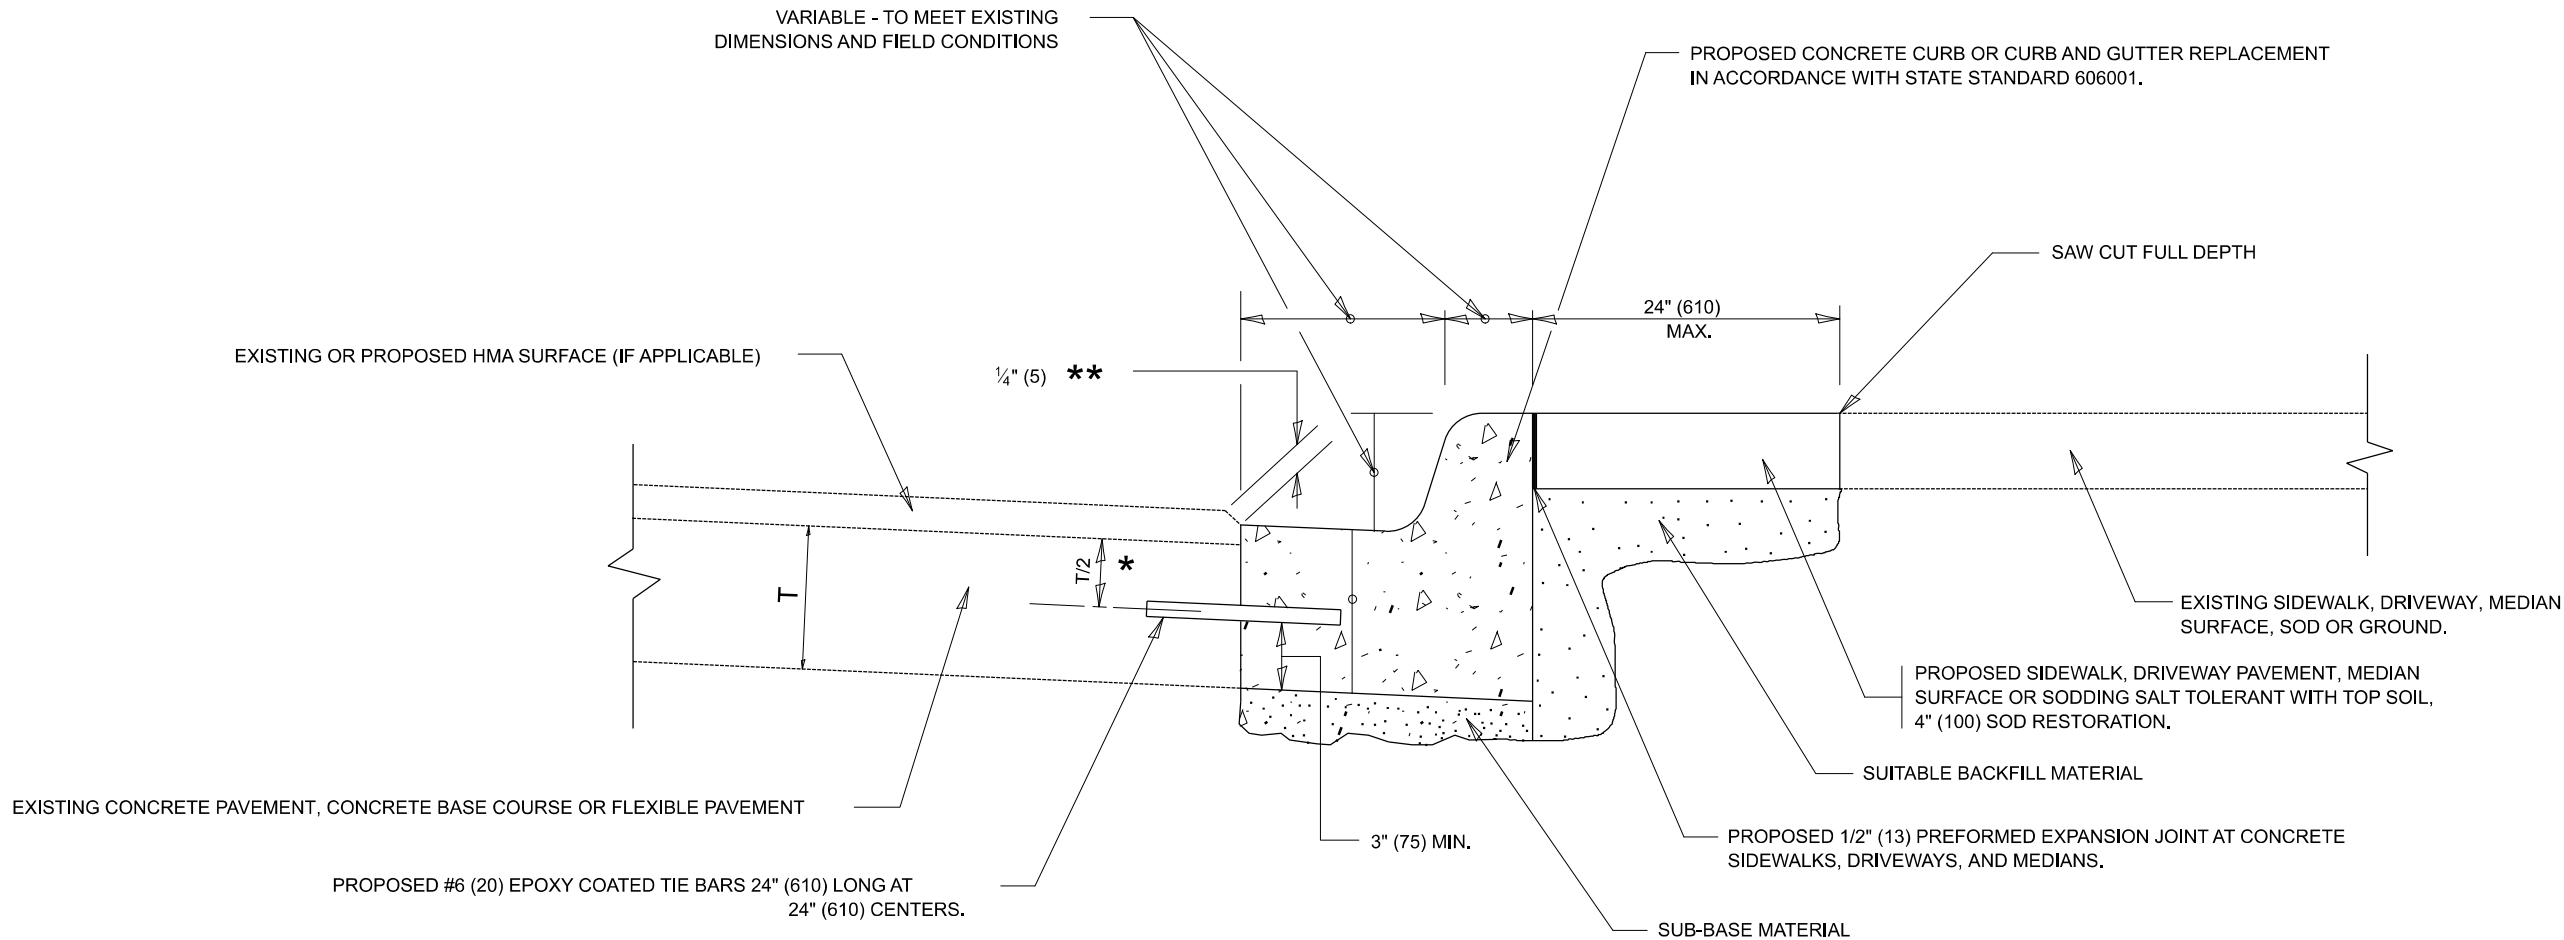 VARIABLE - TO MEET EXISTING
DIMENSIONS AND FIELD CONDITIONS
PROPOSED CONCRETE CURB OR CURB AND GUTTER REPLACEMENT
IN ACCORDANCE WITH STATE STANDARD 606001.
SAW CUT FULL DEPTH
24" (610)
MAX.
EXISTING OR PROPOSED HMA SURFACE (IF APPLICABLE)
¼" (5) **
T/2 *
T
EXISTING SIDEWALK, DRIVEWAY, MEDIAN
SURFACE, SOD OR GROUND.
PROPOSED SIDEWALK, DRIVEWAY PAVEMENT, MEDIAN
SURFACE OR SODDING SALT TOLERANT WITH TOP SOIL,
4" (100) SOD RESTORATION.
SUITABLE BACKFILL MATERIAL
EXISTING CONCRETE PAVEMENT, CONCRETE BASE COURSE OR FLEXIBLE PAVEMENT
3" (75) MIN.
PROPOSED 1/2" (13) PREFORMED EXPANSION JOINT AT CONCRETE
SIDEWALKS, DRIVEWAYS, AND MEDIANS.
PROPOSED #6 (20) EPOXY COATED TIE BARS 24" (610) LONG AT
24" (610) CENTERS.
SUB-BASE MATERIAL